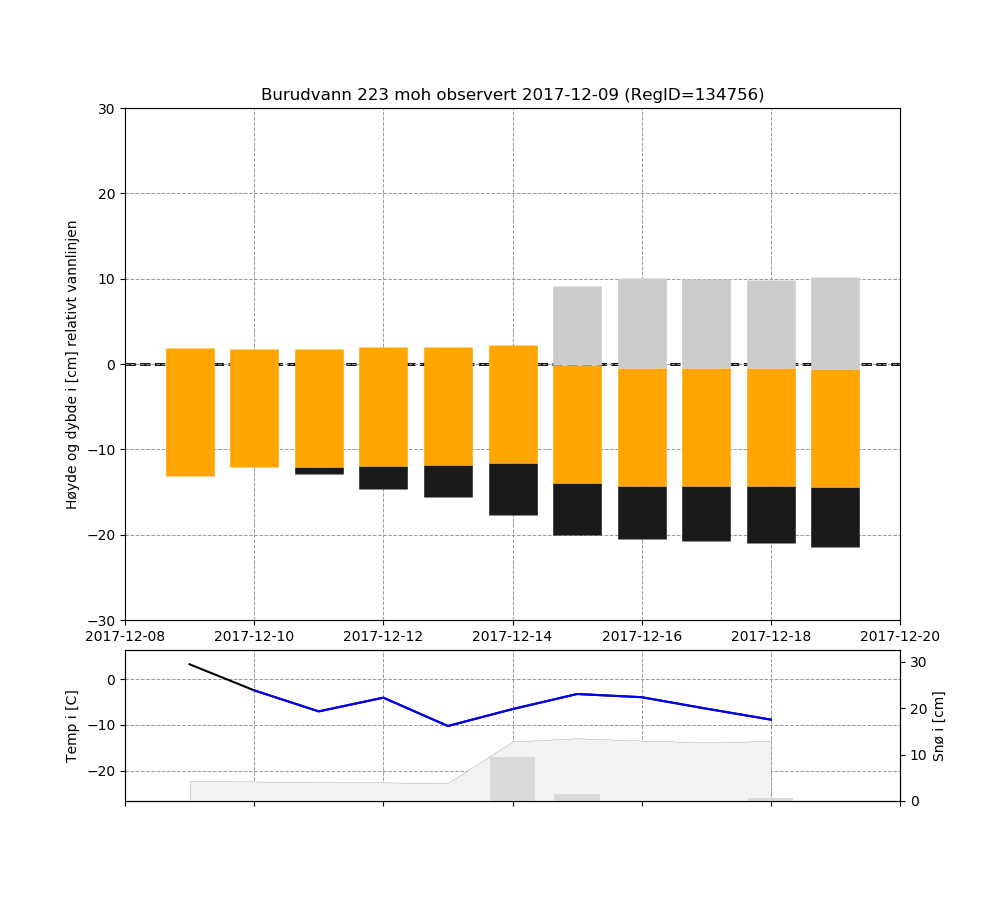 Burudvann 223 moh observert 2017-12-09 (RegID=134756)
Høyde og dybde i [cm] relativt vannlinjen
30
20
10
0
−10
−20
−30
2017-12-08 2017-12-10 2017-12-12 2017-12-14 2017-12-16 2017-12-18 2017-12-20
Temp i [C]
0
−10
−20
30
20
10
0
Snø i [cm]